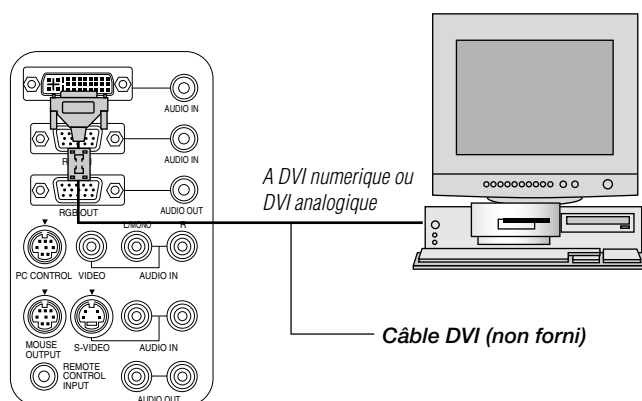 AUDIO IN
AUDIO IN
RGB OUT
AUDIO OUT
L/MONO R
PC CONTROL VIDEO AUDIO IN
MOUSE
OUTPUT
S-VIDEO AUDIO IN
REMOTE
CONTROL
INPUT
AUDIO OUT
A DVI numerique ou
DVI analogique
Câble DVI (non forni)